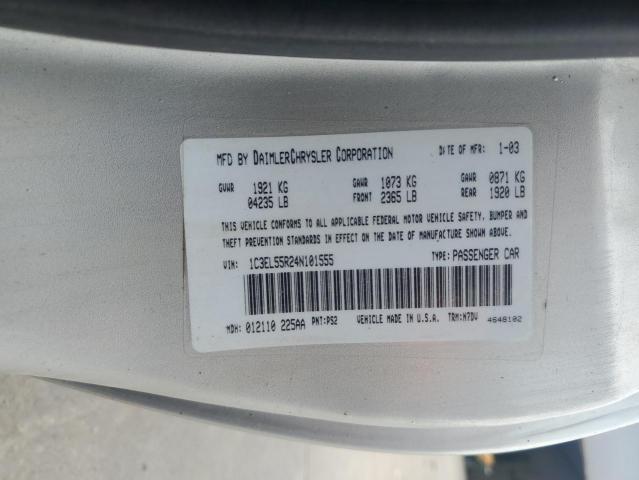 MFD BY DAIMLERCHRYSLER CORPORATION DATE OF MFR: 1-03
GVWR 1921 KG GAWR 1073 KG GAWR 0871 KG
04235 LB FRONT 2365 LB REAR 1920 LB
THIS VEHICLE CONFORMS TO ALL APPLICABLE FEDERAL MOTOR VEHICLE SAFETY, BUMPER AND
THEFT PREVENTION STANDARDS IN EFFECT ON THE DATE OF MANUFACTURE SHOWN ABOVE.
VIN: 1C3EL55R24N101555 TYPE: PASSENGER CAR
MDH: 012110 225AA PNT: PS2 VEHICLE MADE IN U.S.A. TRM: M7DV 4648102